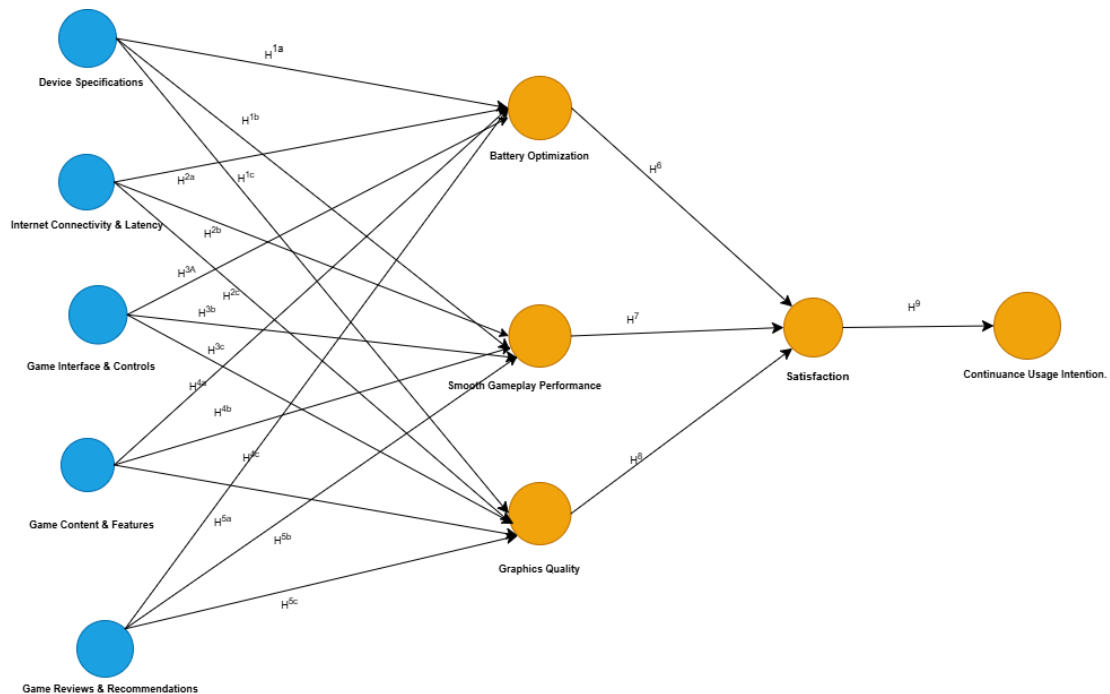 H1a
Device Specifications
H1b
Battery Optimization
H6
H2a
H1c
Internet Connectivity & Latency
H2b
H3A
H2c
H9
H3b
H7
H3c
Game Interface & Controls
Satisfaction
Continuance Usage Intention.
H4a
Smooth Gameplay Performance
H4b
H4c
H8
H5a
Game Content & Features
H5b
Graphics Quality
H5c
Game Reviews & Recommendations